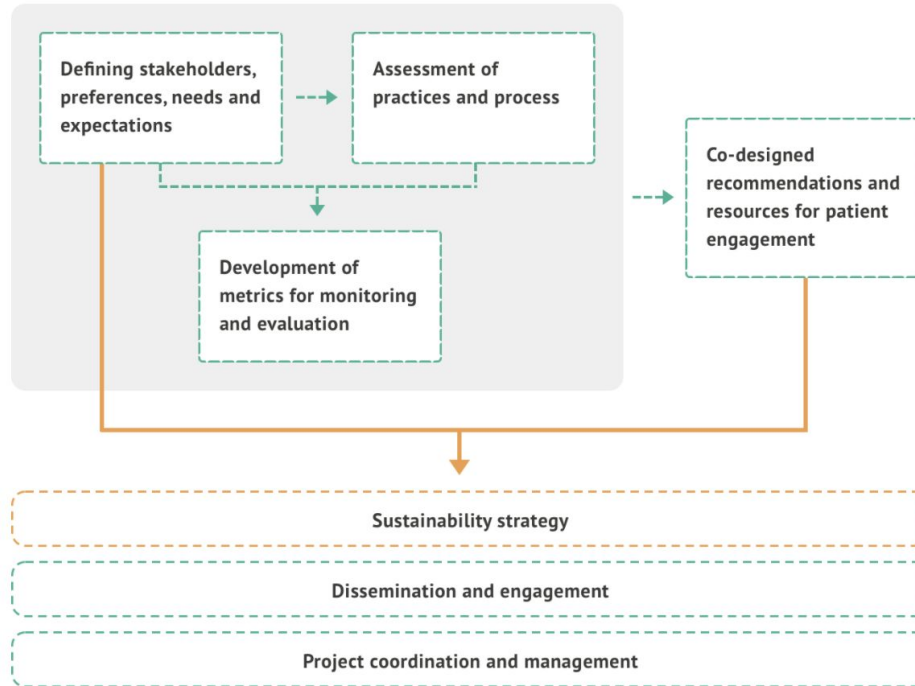 Defining stakeholders,
preferences, needs and
expectations
Assessment of
practices and process
Co-designed
recommendations and
resources for patient
engagement
Development of
metrics for monitoring
and evaluation
Sustainability strategy
Dissemination and engagement
Project coordination and management